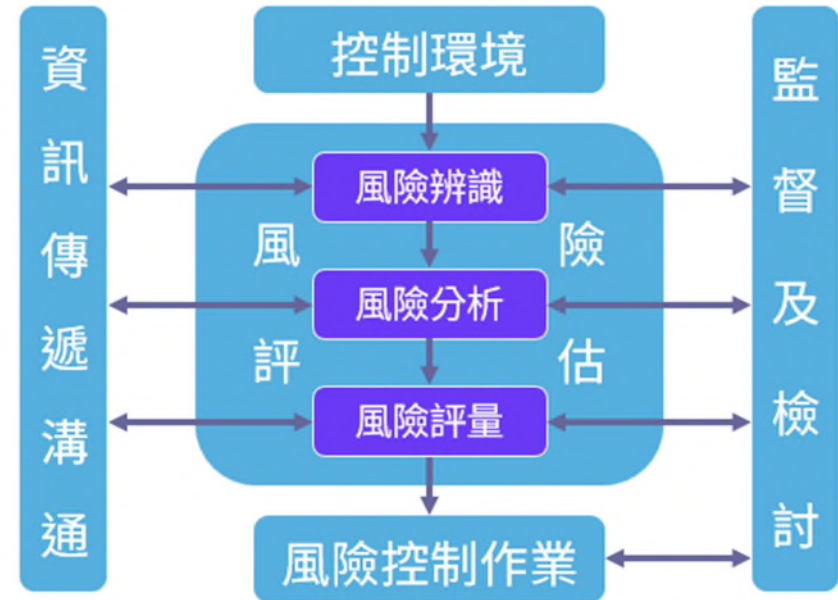 資訊傳遞溝通
控制環境
風險辨識
風險
風險分析
評估
風險評量
風險控制作業
監督及檢討